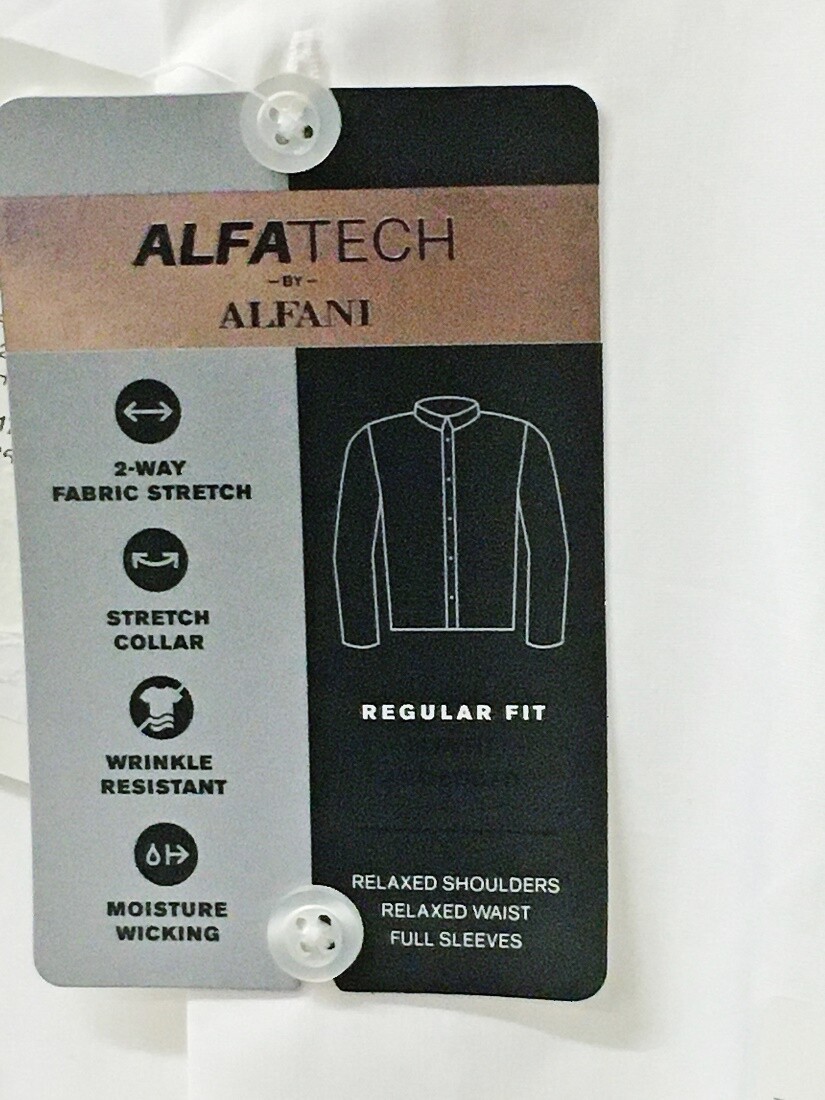 ALFATECH
-BY-
ALFANI
2-WAY
FABRIC STRETCH
STRETCH
COLLAR
WRINKLE
RESISTANT
MOISTURE
WICKING
REGULAR FIT
RELAXED SHOULDERS
RELAXED WAIST
FULL SLEEVES